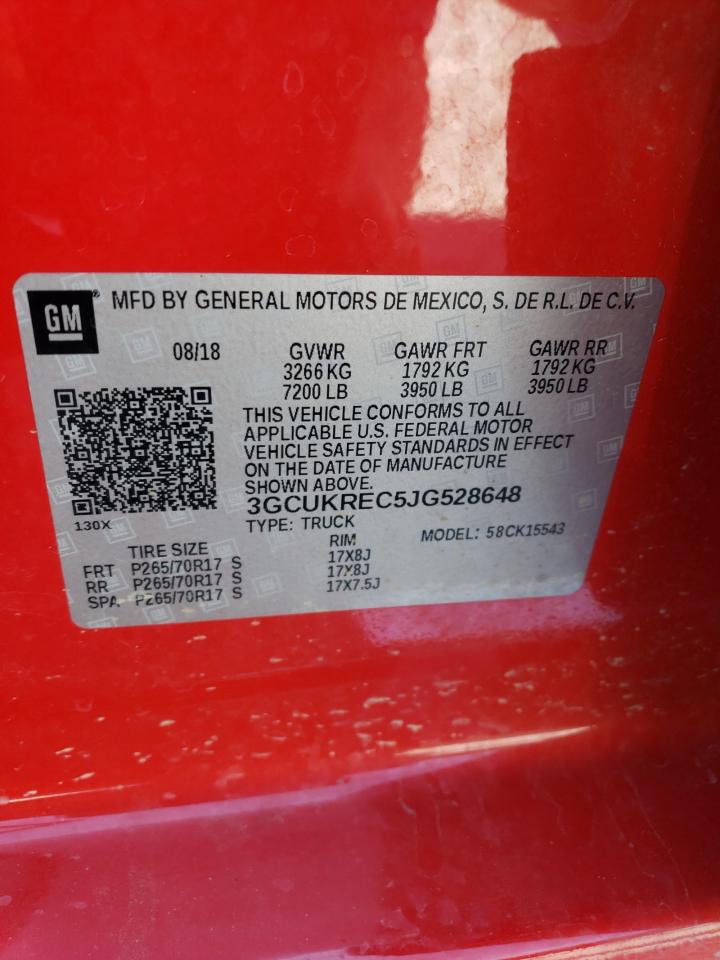 GM ® MFD BY GENERAL MOTORS DE MEXICO, S. DE R.L. DE C.V.
08/18 GVWR GAWR FRT GAWR RR
3266 KG 1792 KG 1792 KG
7200 LB 3950 LB 3950 LB
THIS VEHICLE CONFORMS TO ALL
APPLICABLE U.S. FEDERAL MOTOR
VEHICLE SAFETY STANDARDS IN EFFECT
ON THE DATE OF MANUFACTURE
SHOWN ABOVE.
3GCUKREC5JG528648
130X TYPE: TRUCK MODEL: 58CK15543
TIRE SIZE RIM
FRT P265/70R17 S 17X8J
RR P265/70R17 S 17X8J
SPA P265/70R17 S 17X7.5J